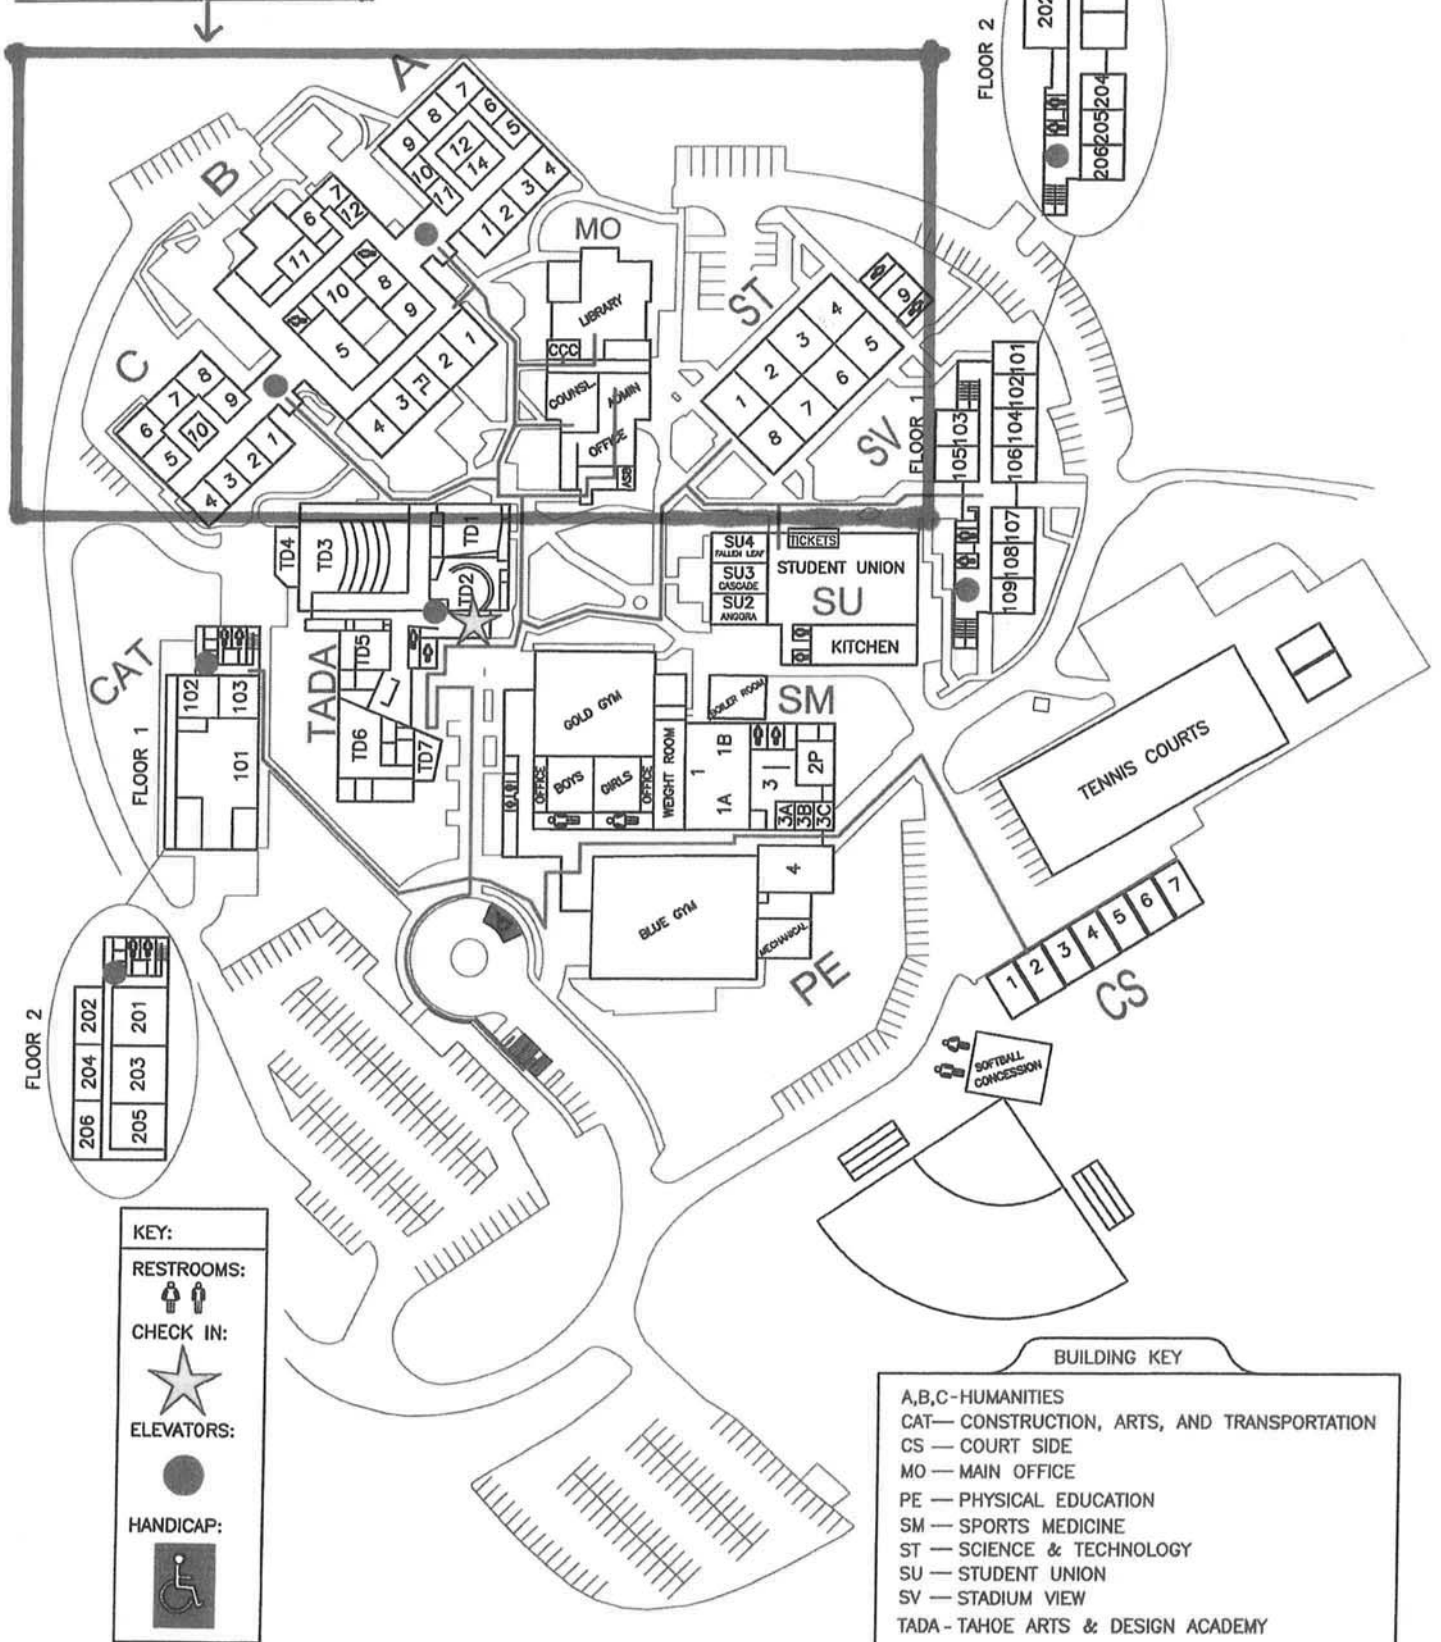 FLOOR 2
202
204
205
206
A
7
8
6
9
5
12
14
10
11
4
3
2
1
B
7
6
12
11
8
10
9
5
1
2
3
4
C
8
7
9
6
10
5
1
2
3
4
MO
LIBRARY
CCC
COUNSL.
ADMIN
OFFICE
ASB
ST
9
4
3
5
2
6
1
7
8
SV
FLOOR 1
101
102
103
104
105
106
107
108
109
TD4
TD3
TD1
TD2
TADA
TD5
TD6
TD7
SU4
FALLEN LEAF
SU3
CASCADE
SU2
ANGORA
TICKETS
STUDENT UNION
SU
KITCHEN
CAT
FLOOR 1
102
103
101
GOLD GYM
OFFICE
BOYS
GIRLS
OFFICE
WEIGHT ROOM
BOILER ROOM
SM
1
1B
1A
3
2P
3A
3B
3C
4
BLUE GYM
MECHANICAL
PE
TENNIS COURTS
1
2
3
4
5
6
7
CS
SOFTBALL
CONCESSION
FLOOR 2
202
201
204
203
206
205
KEY:
RESTROOMS:
CHECK IN:
ELEVATORS:
HANDICAP:
BUILDING KEY
A,B,C-HUMANITIES
CAT— CONSTRUCTION, ARTS, AND TRANSPORTATION
CS — COURT SIDE
MO — MAIN OFFICE
PE — PHYSICAL EDUCATION
SM — SPORTS MEDICINE
ST — SCIENCE & TECHNOLOGY
SU — STUDENT UNION
SV — STADIUM VIEW
TADA - TAHOE ARTS & DESIGN ACADEMY